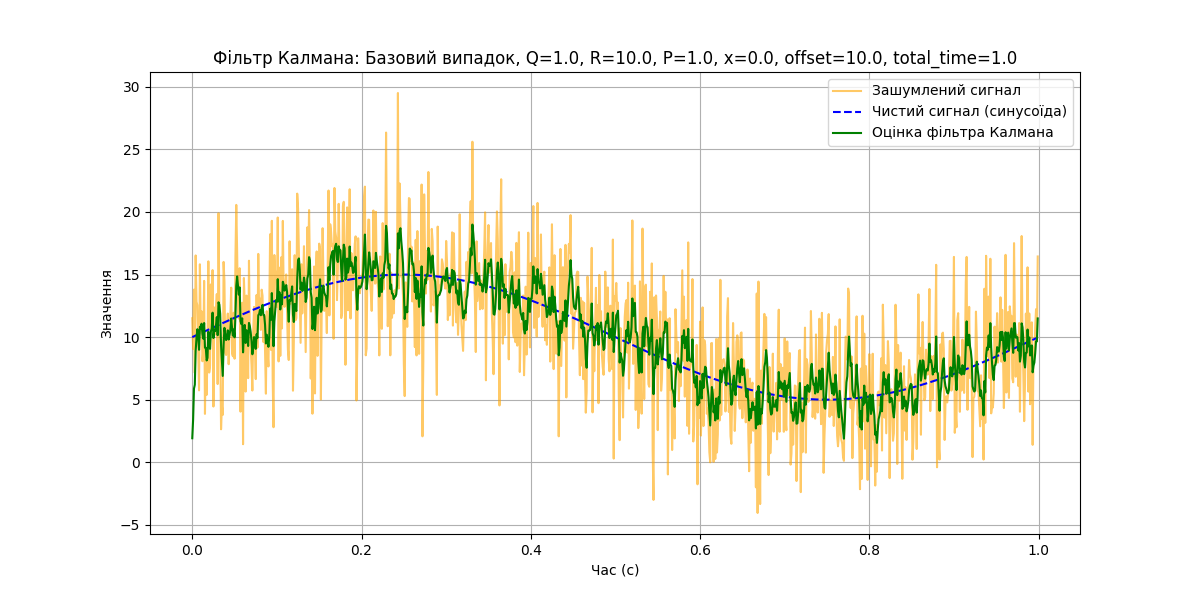 Фільтр Калмана: Базовий випадок, Q=1.0, R=10.0, P=1.0, x=0.0, offset=10.0, total_time=1.0
Зашумлений сигнал
Чистий сигнал (синусоїда)
Оцінка фільтра Калмана
Значення
30
25
20
15
10
5
0
−5
0.0
0.2
0.4
0.6
0.8
1.0
Час (с)